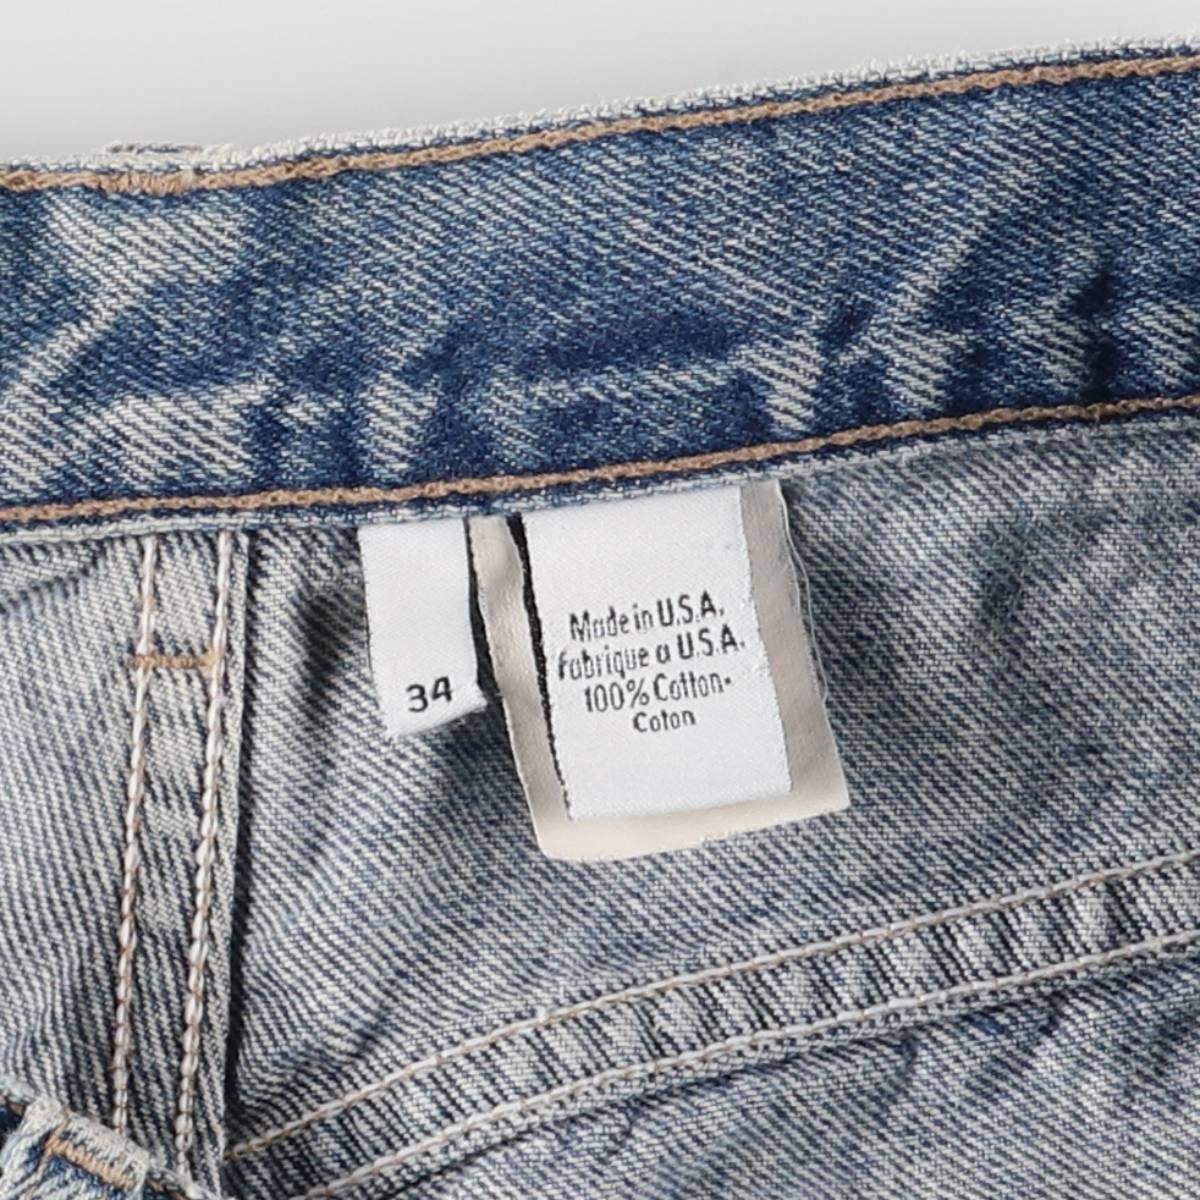 34
Made in U.S.A.
Fabrique a U.S.A.
100% Cotton-
Coton